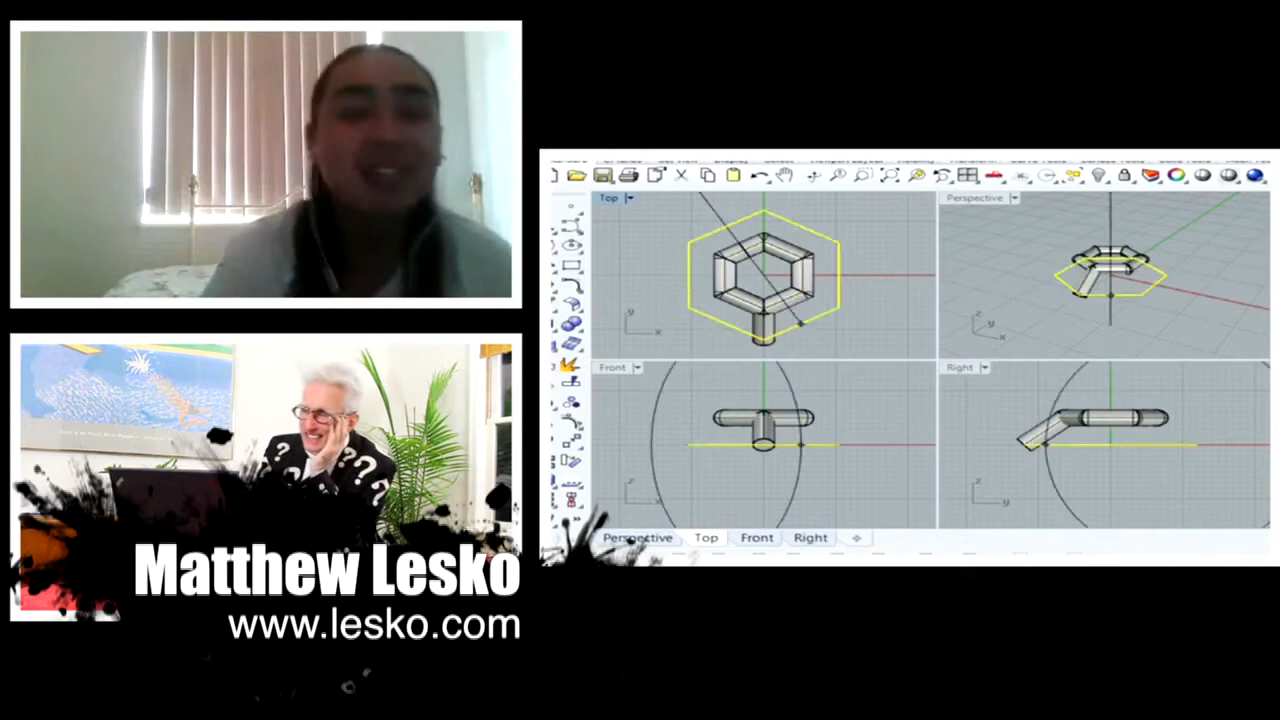 Top
Perspective
Front
Right
Perspective
Top
Front
Right
Matthew Lesko
www.lesko.com